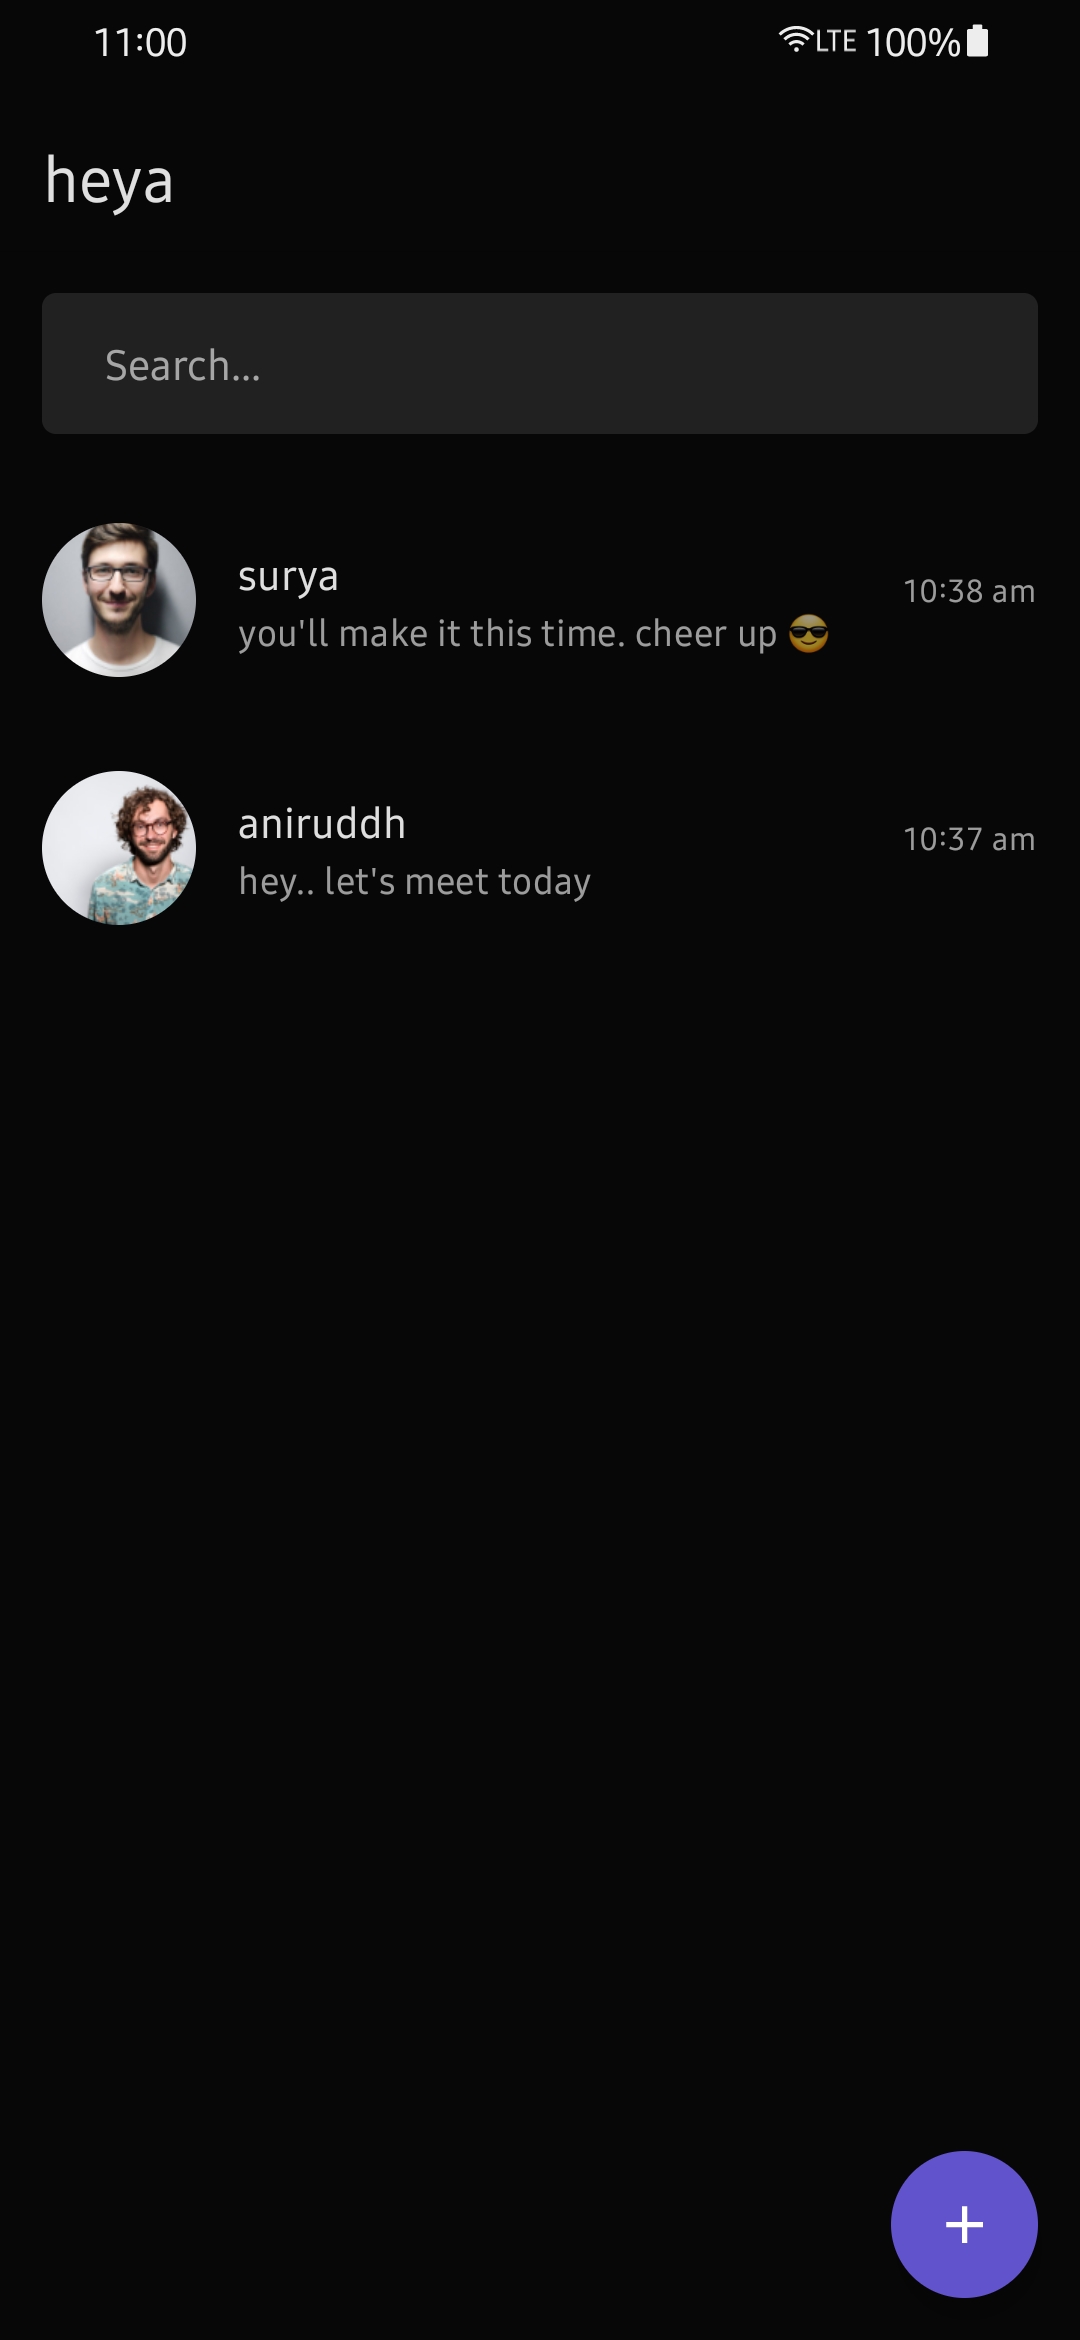 11:00 LTE 100%
heya
Search...
surya
10:38 am
you'll make it this time. cheer up 😎
aniruddh
10:37 am
hey.. let's meet today
+